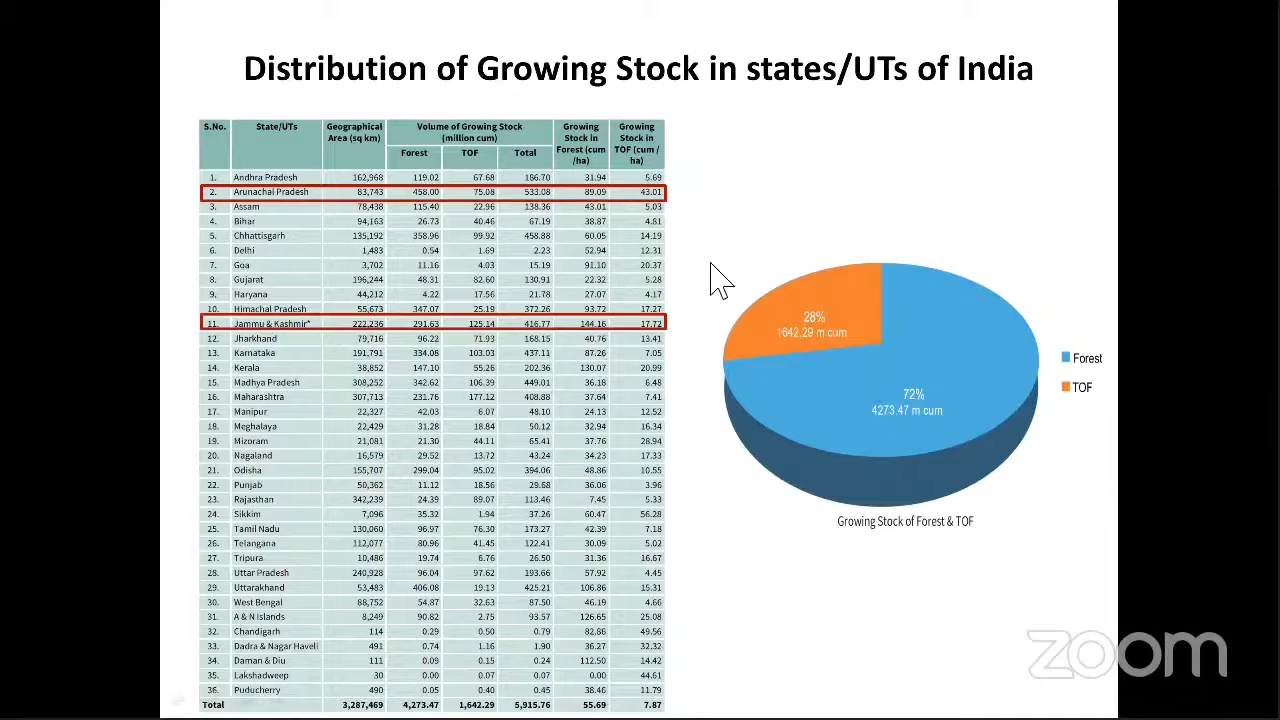 Distribution of Growing Stock in states/UTs of India
S.No. State/UTs Geographical Area (sq km) Volume of Growing Stock (million cum) Growing Stock in Forest (cum /ha) Growing Stock in TOF (cum / ha)
Forest TOF Total
1. Andhra Pradesh 162,968 119.02 67.68 186.70 31.94 5.69
2. Arunachal Pradesh 83,743 458.00 75.08 533.08 89.09 43.01
3. Assam 78,438 115.40 22.96 138.36 43.01 5.03
4. Bihar 94,163 26.73 40.46 67.19 38.87 4.81
5. Chhattisgarh 135,192 358.96 99.92 458.88 60.05 14.19
6. Delhi 1,483 0.54 1.69 2.23 52.94 12.31
7. Goa 3,702 11.16 4.03 15.19 91.10 20.37
8. Gujarat 196,244 48.31 82.60 130.91 22.32 5.28
9. Haryana 44,212 4.22 17.56 21.78 27.07 4.17
10. Himachal Pradesh 55,673 347.07 25.19 372.26 93.72 17.27
11. Jammu & Kashmir* 222,236 291.63 125.14 416.77 144.16 17.72
12. Jharkhand 79,716 96.22 71.93 168.15 40.76 13.41
13. Karnataka 191,791 334.08 103.03 437.11 87.26 7.05
14. Kerala 38,852 147.10 55.26 202.36 130.07 20.99
15. Madhya Pradesh 308,252 342.62 106.39 449.01 36.18 6.48
16. Maharashtra 307,713 231.76 177.12 408.88 37.64 7.41
17. Manipur 22,327 42.03 6.07 48.10 24.13 12.52
18. Meghalaya 22,429 31.28 18.84 50.12 32.94 16.34
19. Mizoram 21,081 21.30 44.11 65.41 37.76 28.94
20. Nagaland 16,579 29.52 13.72 43.24 34.23 17.33
21. Odisha 155,707 299.04 95.02 394.06 48.86 10.55
22. Punjab 50,362 11.12 18.56 29.68 36.06 3.96
23. Rajasthan 342,239 24.39 89.07 113.46 7.45 5.33
24. Sikkim 7,096 35.32 1.94 37.26 60.47 56.28
25. Tamil Nadu 130,060 96.97 76.30 173.27 42.39 7.18
26. Telangana 112,077 80.96 41.45 122.41 30.09 5.02
27. Tripura 10,486 19.74 6.76 26.50 31.36 16.67
28. Uttar Pradesh 240,928 96.04 97.62 193.66 57.92 4.45
29. Uttarakhand 53,483 406.08 19.13 425.21 106.86 15.31
30. West Bengal 88,752 54.87 32.63 87.50 46.19 4.66
31. A & N Islands 8,249 90.82 2.75 93.57 126.65 25.08
32. Chandigarh 114 0.29 0.50 0.79 82.86 49.56
33. Dadra & Nagar Haveli 491 0.74 1.16 1.90 36.27 32.32
34. Daman & Diu 111 0.09 0.15 0.24 112.50 14.42
35. Lakshadweep 30 0.00 0.07 0.07 0.00 44.61
36. Puducherry 490 0.05 0.40 0.45 38.46 11.79
Total 3,287,469 4,273.47 1,642.29 5,915.76 55.69 7.87
28%
1642.29 m cum
72%
4273.47 m cum
Forest
TOF
Growing Stock of Forest & TOF
zoom